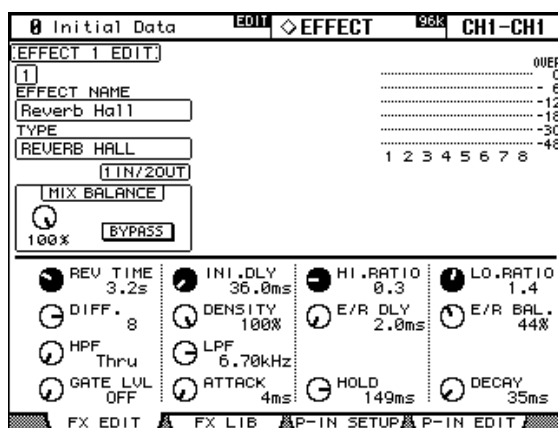 0 Initial Data EDIT ◇EFFECT 96k CH1-CH1
EFFECT 1 EDIT
1
EFFECT NAME
Reverb Hall
TYPE
REVERB HALL
1IN/2OUT
MIX BALANCE
100% BYPASS
OVER
0
- 6
-12
-18
-30
-48
1 2 3 4 5 6 7 8
REV TIME 3.2s INI.DLY 36.0ms HI.RATIO 0.3 LO.RATIO 1.4
DIFF. 8 DENSITY 100% E/R DLY 2.0ms E/R BAL. 44%
HPF Thru LPF 6.70kHz
GATE LVL OFF ATTACK 4ms HOLD 149ms DECAY 35ms
FX EDIT FX LIB P-IN SETUP P-IN EDIT